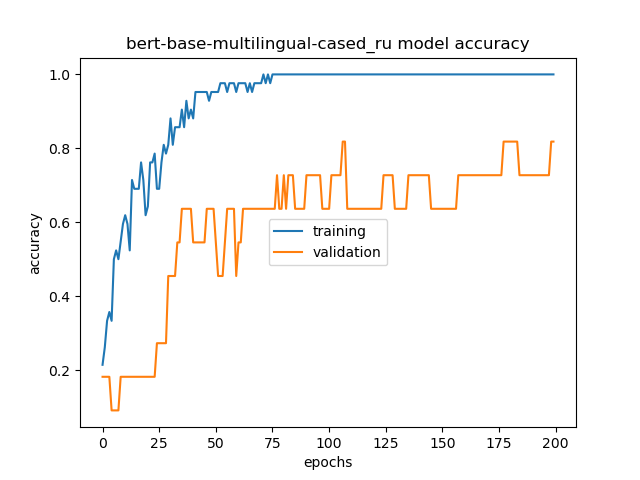 bert-base-multilingual-cased_ru model accuracy
1.0
0.8
0.6
0.4
0.2
accuracy
training
validation
0 25 50 75 100 125 150 175 200
epochs